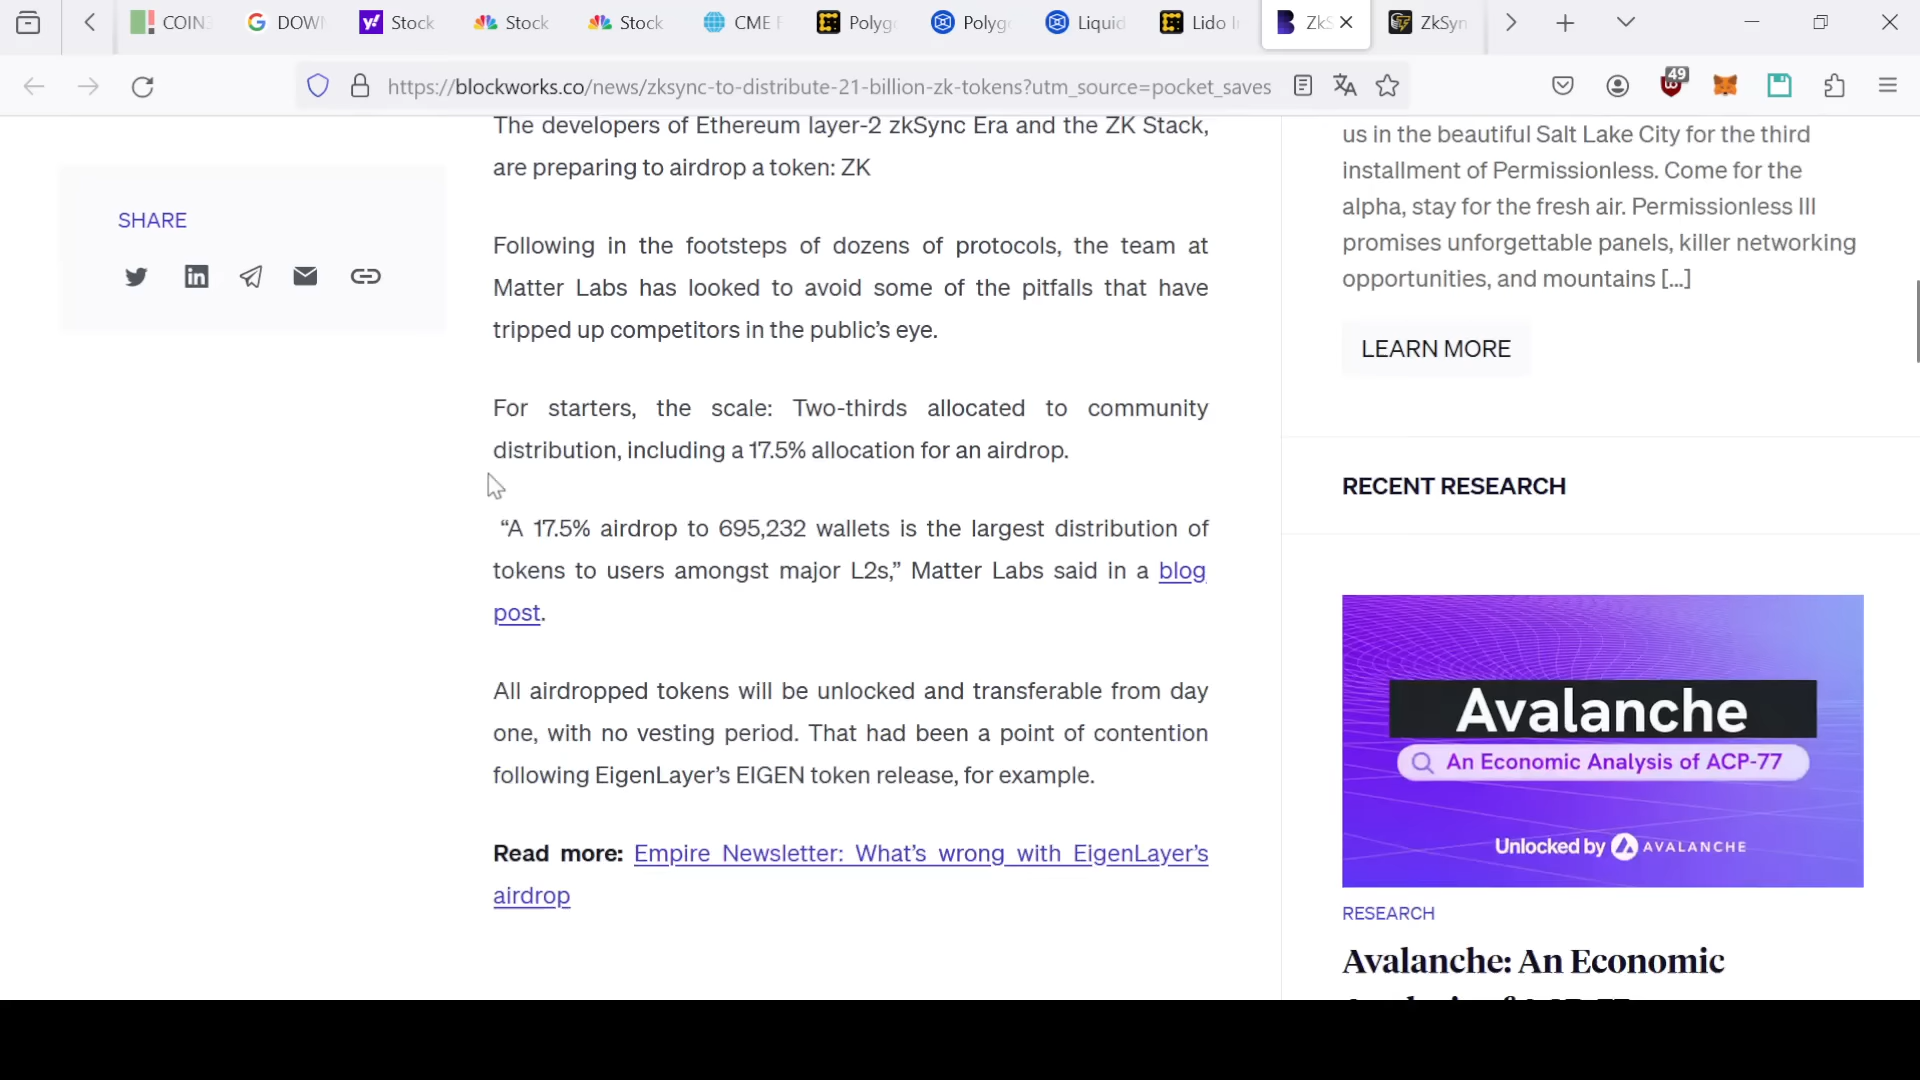 COIN
DOW
Stock
Stock
Stock
CME F
Polyg
Polyg
Liquid
Lido I
ZkS
ZkSyn
https://blockworks.co/news/zksync-to-distribute-21-billion-zk-tokens?utm_source=pocket_saves
49
The developers of Ethereum layer-2 zkSync Era and the ZK Stack,
are preparing to airdrop a token: ZK
SHARE
Following in the footsteps of dozens of protocols, the team at
Matter Labs has looked to avoid some of the pitfalls that have
tripped up competitors in the public’s eye.
For starters, the scale: Two-thirds allocated to community
distribution, including a 17.5% allocation for an airdrop.
“A 17.5% airdrop to 695,232 wallets is the largest distribution of
tokens to users amongst major L2s,” Matter Labs said in a blog
post.
All airdropped tokens will be unlocked and transferable from day
one, with no vesting period. That had been a point of contention
following EigenLayer’s EIGEN token release, for example.
Read more: Empire Newsletter: What’s wrong with EigenLayer’s
airdrop
us in the beautiful Salt Lake City for the third
installment of Permissionless. Come for the
alpha, stay for the fresh air. Permissionless III
promises unforgettable panels, killer networking
opportunities, and mountains [...]
LEARN MORE
RECENT RESEARCH
Avalanche
An Economic Analysis of ACP-77
Unlocked by AVALANCHE
RESEARCH
Avalanche: An Economic